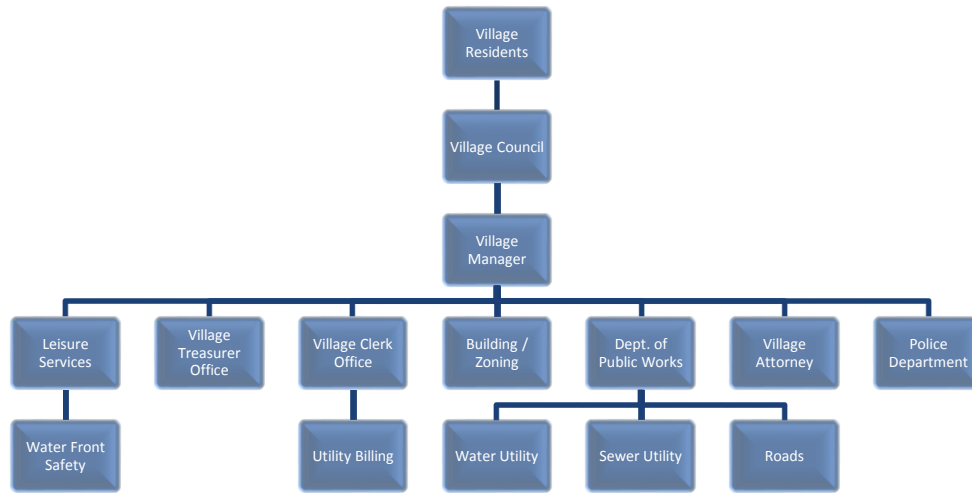 Village
Residents
Village Council
Village
Manager
Leisure
Services
Village
Treasurer
Office
Village Clerk
Office
Building /
Zoning
Dept. of
Public Works
Village
Attorney
Police
Department
Water Front
Safety
Utility Billing
Water Utility
Sewer Utility
Roads